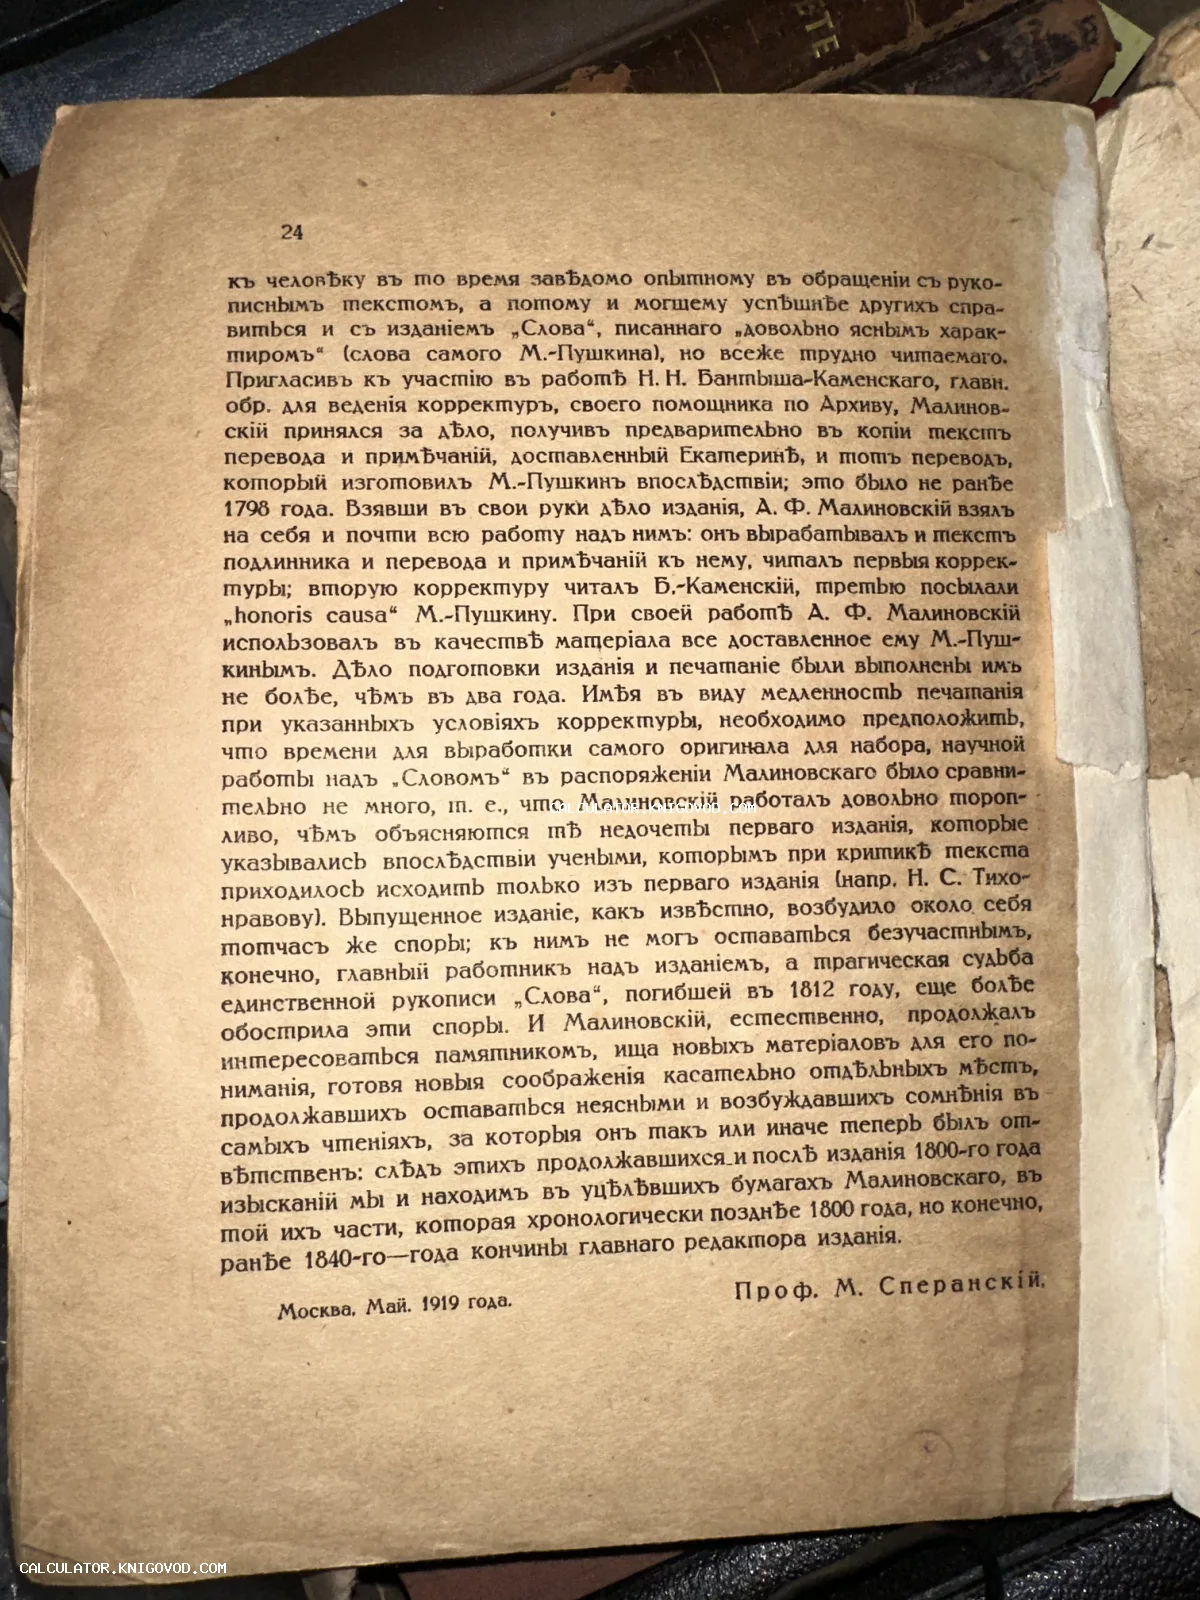 ETE
24
къ человѣку въ то время завѣдомо опытному въ обращеніи съ руко-
писнымъ текстомъ, а потому и могшему успѣшнѣе другихъ спра-
виться и съ изданіемъ „Слова“, писаннаго „довольно яснымъ харак-
тиромъ“ (слова самого М.-Пушкина), но всеже трудно читаемаго.
Пригласивъ къ участію въ работѣ Н. Н. Бантыша-Каменскаго, главн.
обр. для веденія корректуръ, своего помощника по Архиву, Малинов-
скій принялся за дѣло, получивъ предварительно въ копіи текстъ
перевода и примѣчаній, доставленный Екатеринѣ, и тотъ переводъ,
который изготовилъ М.-Пушкинъ впослѣдствіи; это было не ранѣе
1798 года. Взявши въ свои руки дѣло изданія, А. Ф. Малиновскій взялъ
на себя и почти всю работу надъ нимъ: онъ вырабатывалъ и текстъ
подлинника и перевода и примѣчаній къ нему, читалъ первыя коррек-
туры; вторую корректуру читалъ Б.-Каменскій, третью посылали
„honoris causa“ М.-Пушкину. При своей работѣ А. Ф. Малиновскій
использовалъ въ качествѣ матеріала все доставленное ему М.-Пуш-
кинымъ. Дѣло подготовки изданія и печатаніе были выполнены имъ
не болѣе, чѣмъ въ два года. Имѣя въ виду медленность печатанія
при указанныхъ условіяхъ корректуры, необходимо предположить,
что времени для выработки самого оригинала для набора, научной
работы надъ „Словомъ“ въ распоряженіи Малиновскаго было сравни-
тельно не много, т. е., что Малиновскій работалъ довольно тороп-
ливо, чѣмъ объясняются тѣ недочеты перваго изданія, которые
указывались впослѣдствіи учеными, которымъ при критикѣ текста
приходилось исходить только изъ перваго изданія (напр. Н. С. Тихо-
нравову). Выпущенное изданіе, какъ извѣстно, возбудило около себя
тотчасъ же споры; къ нимъ не могъ оставаться безучастнымъ,
конечно, главный работникъ надъ изданіемъ, а трагическая судьба
единственной рукописи „Слова“, погибшей въ 1812 году, еще болѣе
обострила эти споры. И Малиновскій, естественно, продолжалъ
интересоваться памятникомъ, ища новыхъ матеріаловъ для его по-
ниманія, готовя новыя соображенія касательно отдѣльныхъ мѣстъ,
продолжавшихъ оставаться неясными и возбуждавшихъ сомнѣнія въ
самыхъ чтеніяхъ, за которыя онъ такъ или иначе теперь былъ от-
вѣтственъ: слѣдъ этихъ продолжавшихся и послѣ изданія 1800-го года
изысканій мы и находимъ въ уцѣлѣвшихъ бумагахъ Малиновскаго, въ
той ихъ части, которая хронологически позднѣе 1800 года, но конечно,
ранѣе 1840-го—года кончины главнаго редактора изданія.
Проф. М. Сперанскій.
Москва. Май. 1919 года.
CALCULATOR.KNIGOVOD.COM
CALCULATOR.KNIGOVOD.COM